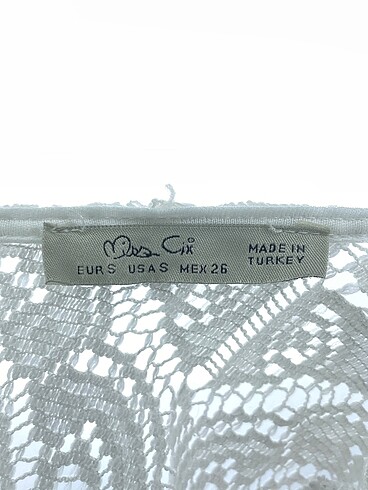 Miss Cix
MADE IN
TURKEY
EUR S USA S MEX 26